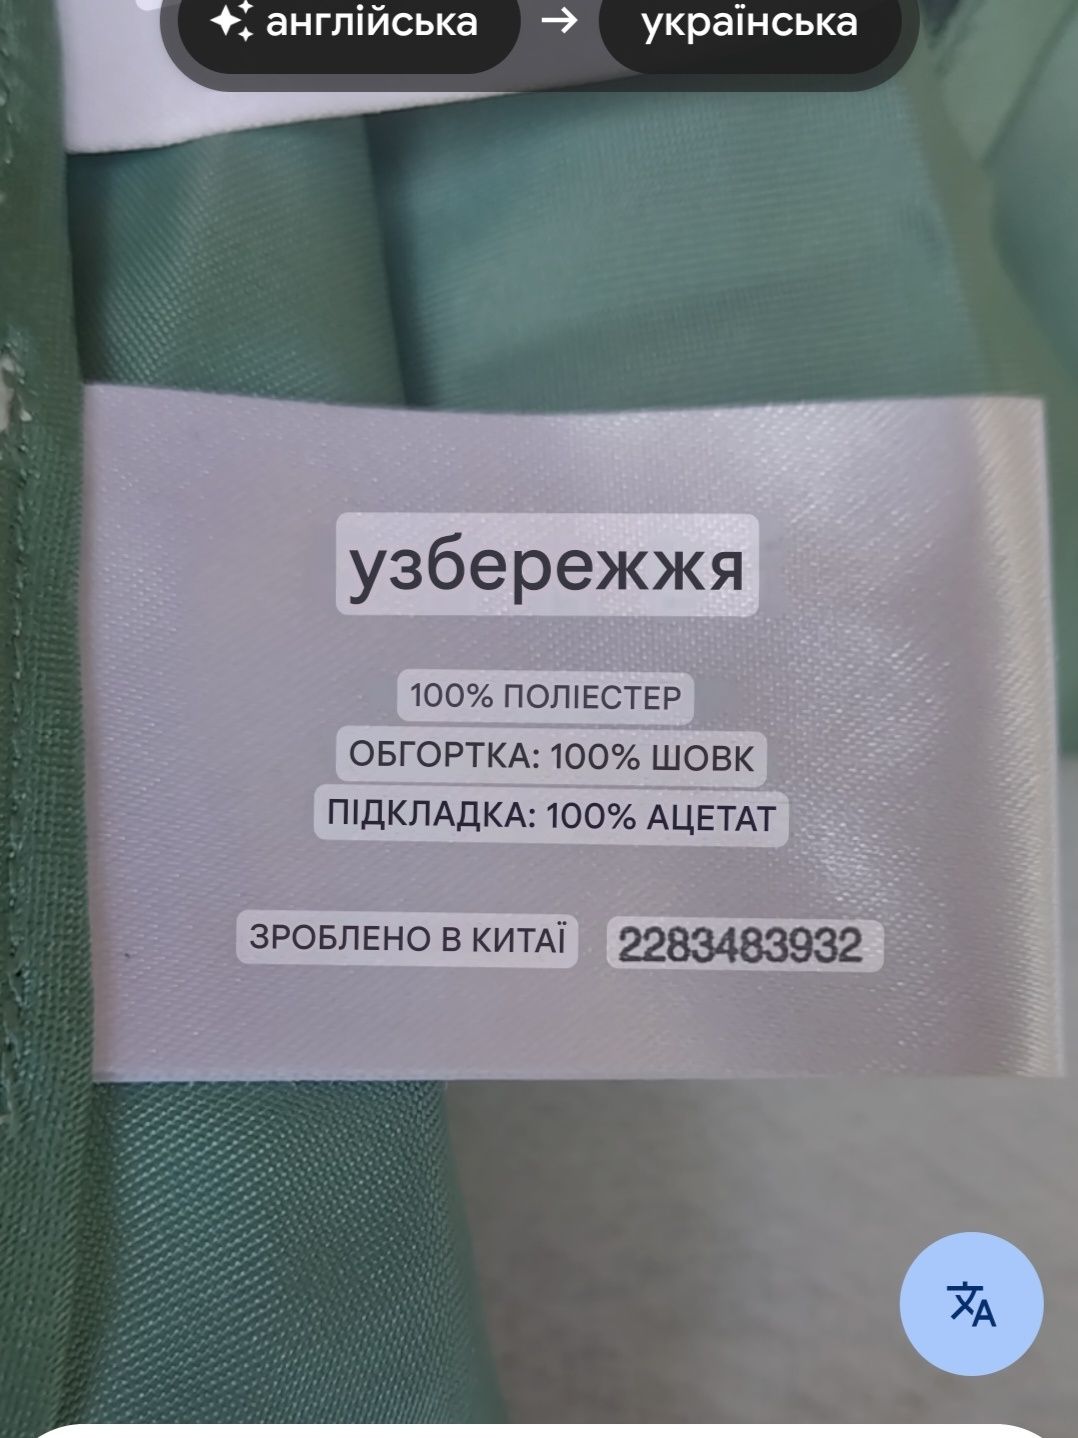 англійська → українська
узбережжя
100% ПОЛІЕСТЕР
ОБГОРТКА: 100% ШОВК
ПІДКЛАДКА: 100% АЦЕТАТ
ЗРОБЛЕНО В КИТАЇ 2283483932